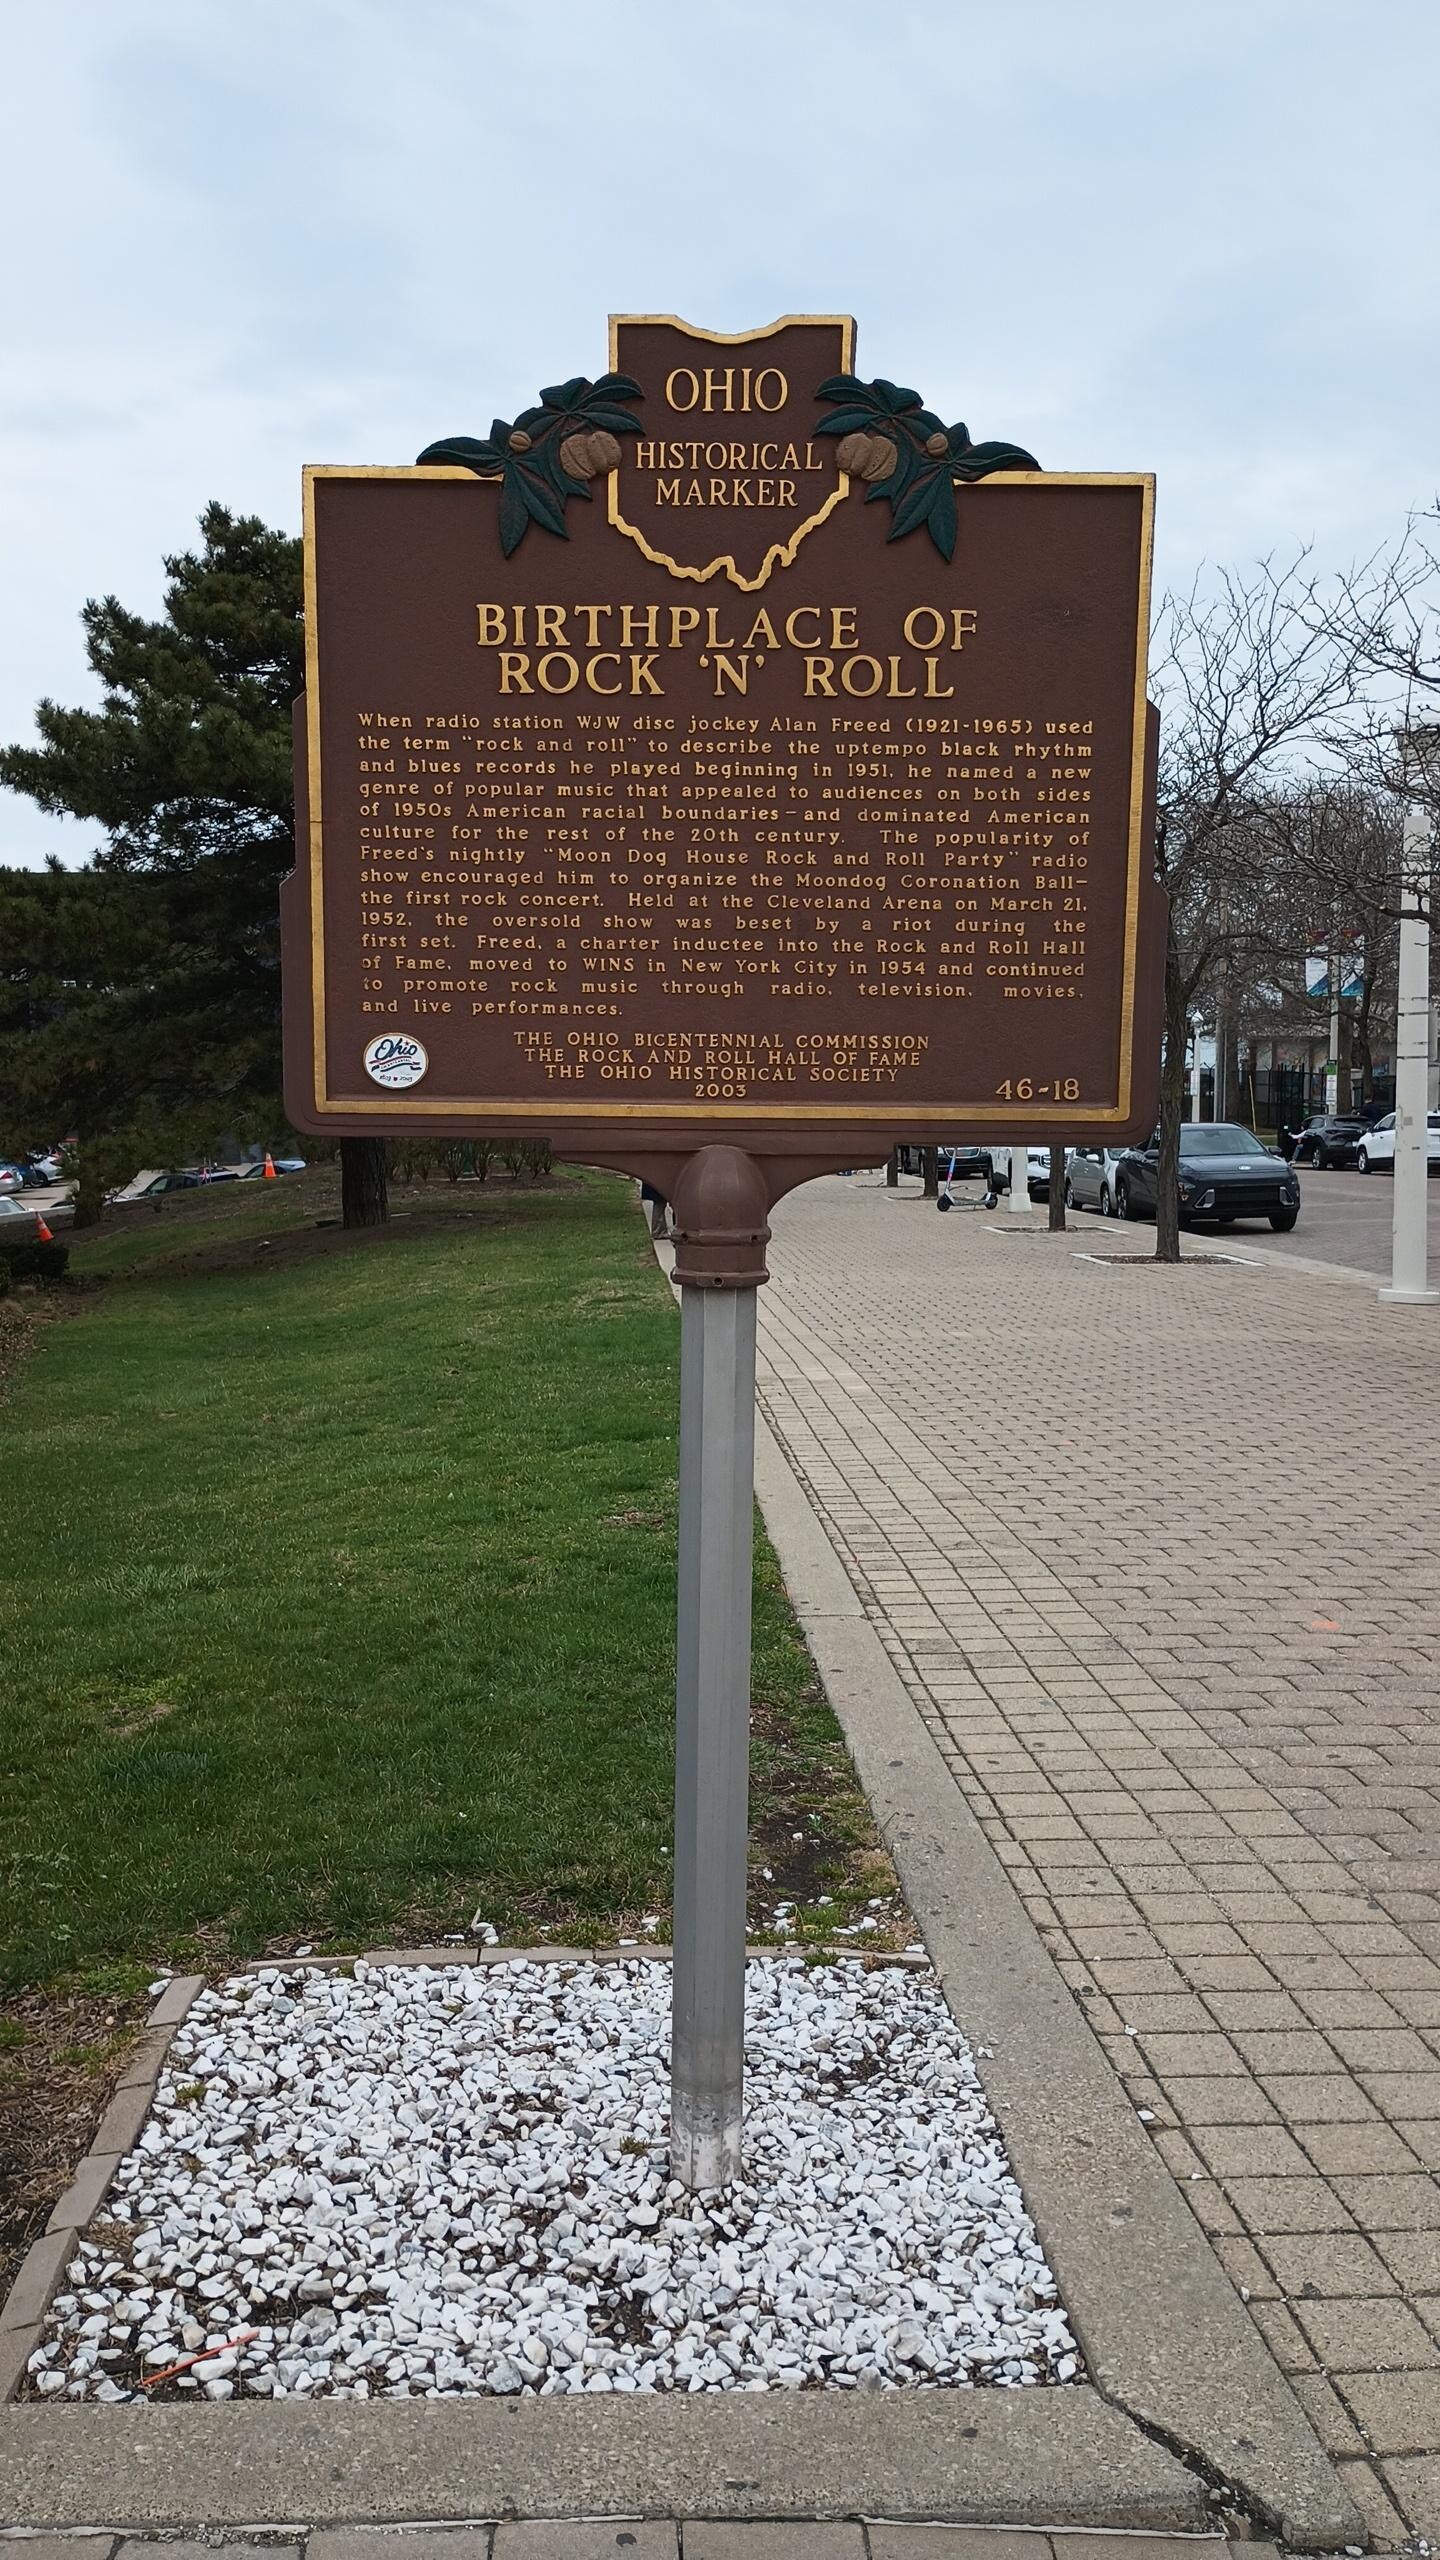 OHIO
HISTORICAL
MARKER
BIRTHPLACE OF
ROCK 'N' ROLL
When radio station WJW disc jockey Alan Freed (1921-1965) used
the term "rock and roll" to describe the uptempo black rhythm
and blues records he played beginning in 1951, he named a new
genre of popular music that appealed to audiences on both sides
of 1950s American racial boundaries—and dominated American
culture for the rest of the 20th century. The popularity of
Freed's nightly "Moon Dog House Rock and Roll Party" radio
show encouraged him to organize the Moondog Coronation Ball—
the first rock concert. Held at the Cleveland Arena on March 21,
1952, the oversold show was beset by a riot during the
first set. Freed, a charter inductee into the Rock and Roll Hall
of Fame, moved to WINS in New York City in 1954 and continued
to promote rock music through radio, television, movies,
and live performances.
Ohio
1803 2003
THE OHIO BICENTENNIAL COMMISSION
THE ROCK AND ROLL HALL OF FAME
THE OHIO HISTORICAL SOCIETY
2003
46-18